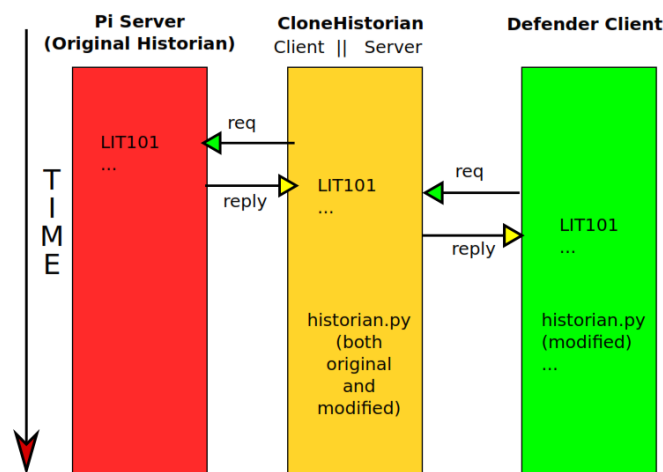 Pi Server
(Original Historian)
CloneHistorian
Client || Server
Defender Client
TIME
LIT101
...
req
reply
LIT101
...
req
reply
LIT101
...
historian.py
(both
original
and
modified)
historian.py
(modified)
...